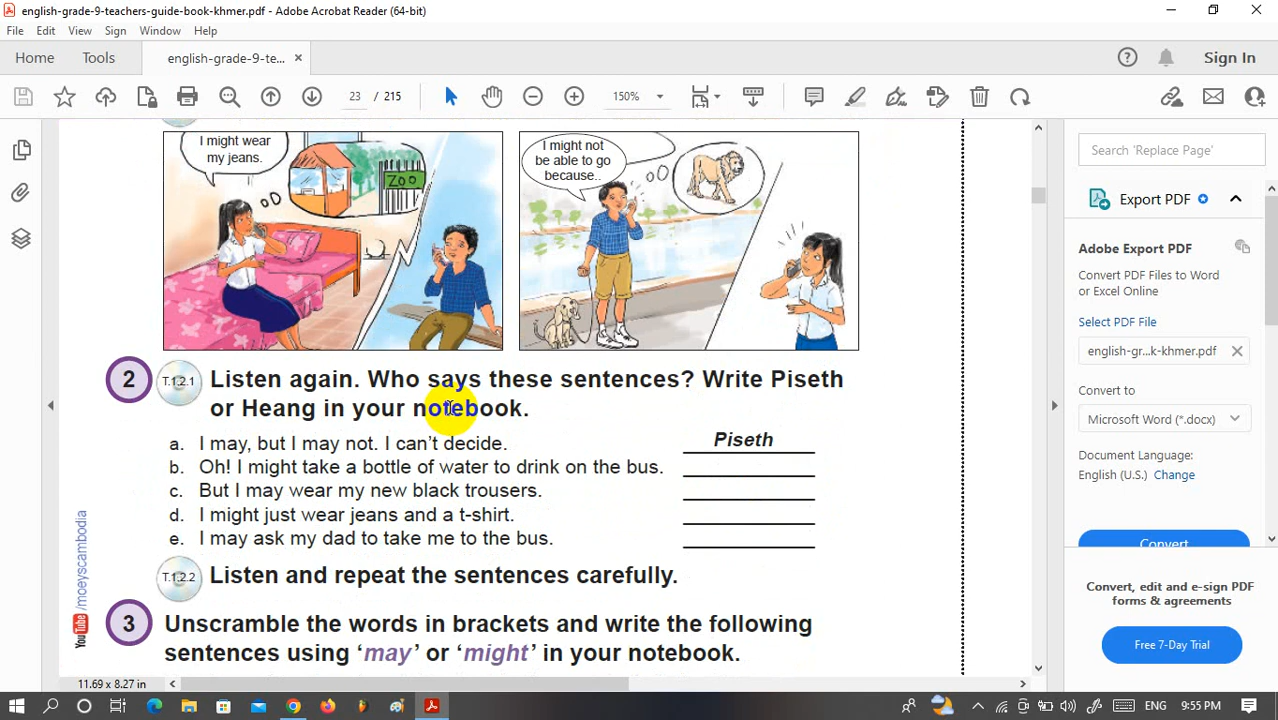 english-grade-9-teachers-guide-book-khmer.pdf - Adobe Acrobat Reader (64-bit)
File Edit View Sign Window Help
Home Tools english-grade-9-te...
Sign In
23 / 215
150%
I might wear
my jeans.
ZOO
I might not
be able to go
because..
2 T.1.2.1 Listen again. Who says these sentences? Write Piseth
or Heang in your notebook.
a. I may, but I may not. I can't decide. Piseth
b. Oh! I might take a bottle of water to drink on the bus.
c. But I may wear my new black trousers.
d. I might just wear jeans and a t-shirt.
e. I may ask my dad to take me to the bus.
T.1.2.2 Listen and repeat the sentences carefully.
3 Unscramble the words in brackets and write the following
sentences using 'may' or 'might' in your notebook.
YouTube /moeyscambodia
11.69 x 8.27 in
Search 'Replace Page'
Export PDF
Adobe Export PDF
Convert PDF Files to Word
or Excel Online
Select PDF File
english-gr...k-khmer.pdf
Convert to
Microsoft Word (*.docx)
Document Language:
English (U.S.) Change
Convert
Convert, edit and e-sign PDF
forms & agreements
Free 7-Day Trial
ENG 9:55 PM